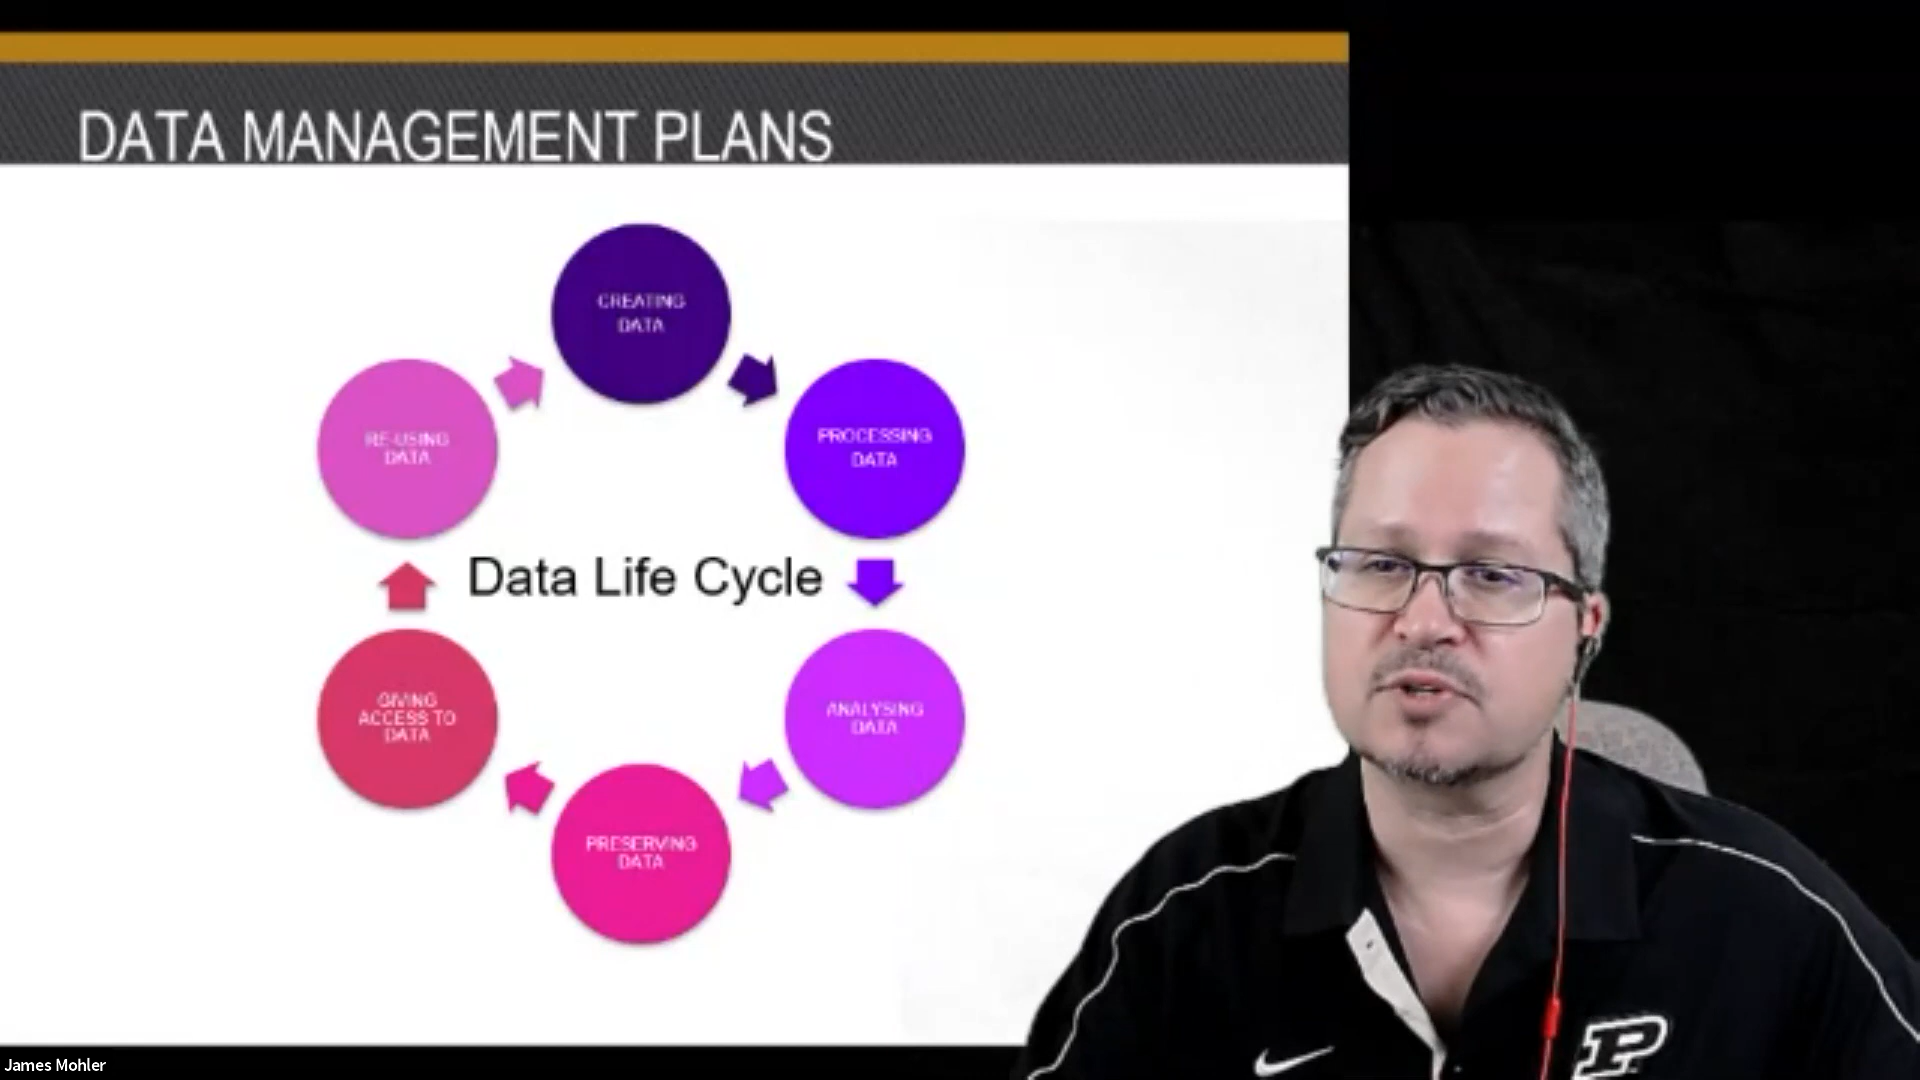 DATA MANAGEMENT PLANS
CREATING
DATA
PROCESSING
DATA
ANALYSING
DATA
PRESERVING
DATA
GIVING
ACCESS TO
DATA
RE-USING
DATA
Data Life Cycle
P
James Mohler